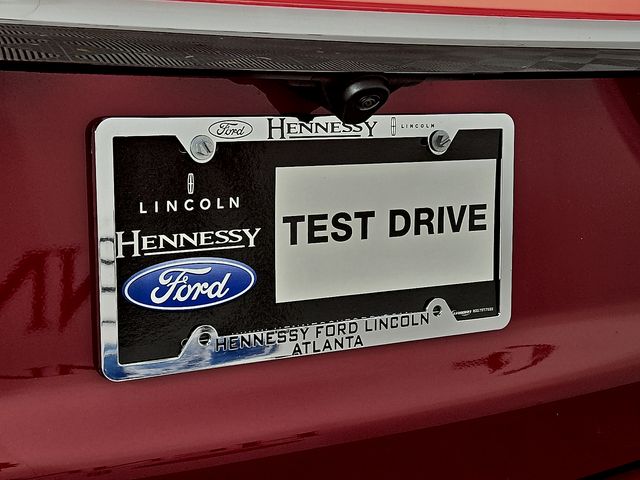 Ford HENNESSY LINCOLN
LINCOLN
HENNESSY
Ford
TEST DRIVE
HENNESSY FORD LINCOLN
ATLANTA